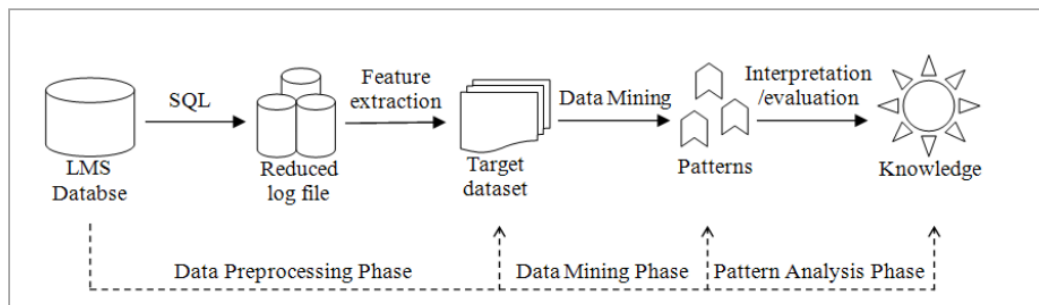 SQL
Feature
extraction
Data Mining
Interpretation
/evaluation
LMS
Databse
Reduced
log file
Target
dataset
Patterns
Knowledge
Data Preprocessing Phase
Data Mining Phase
Pattern Analysis Phase